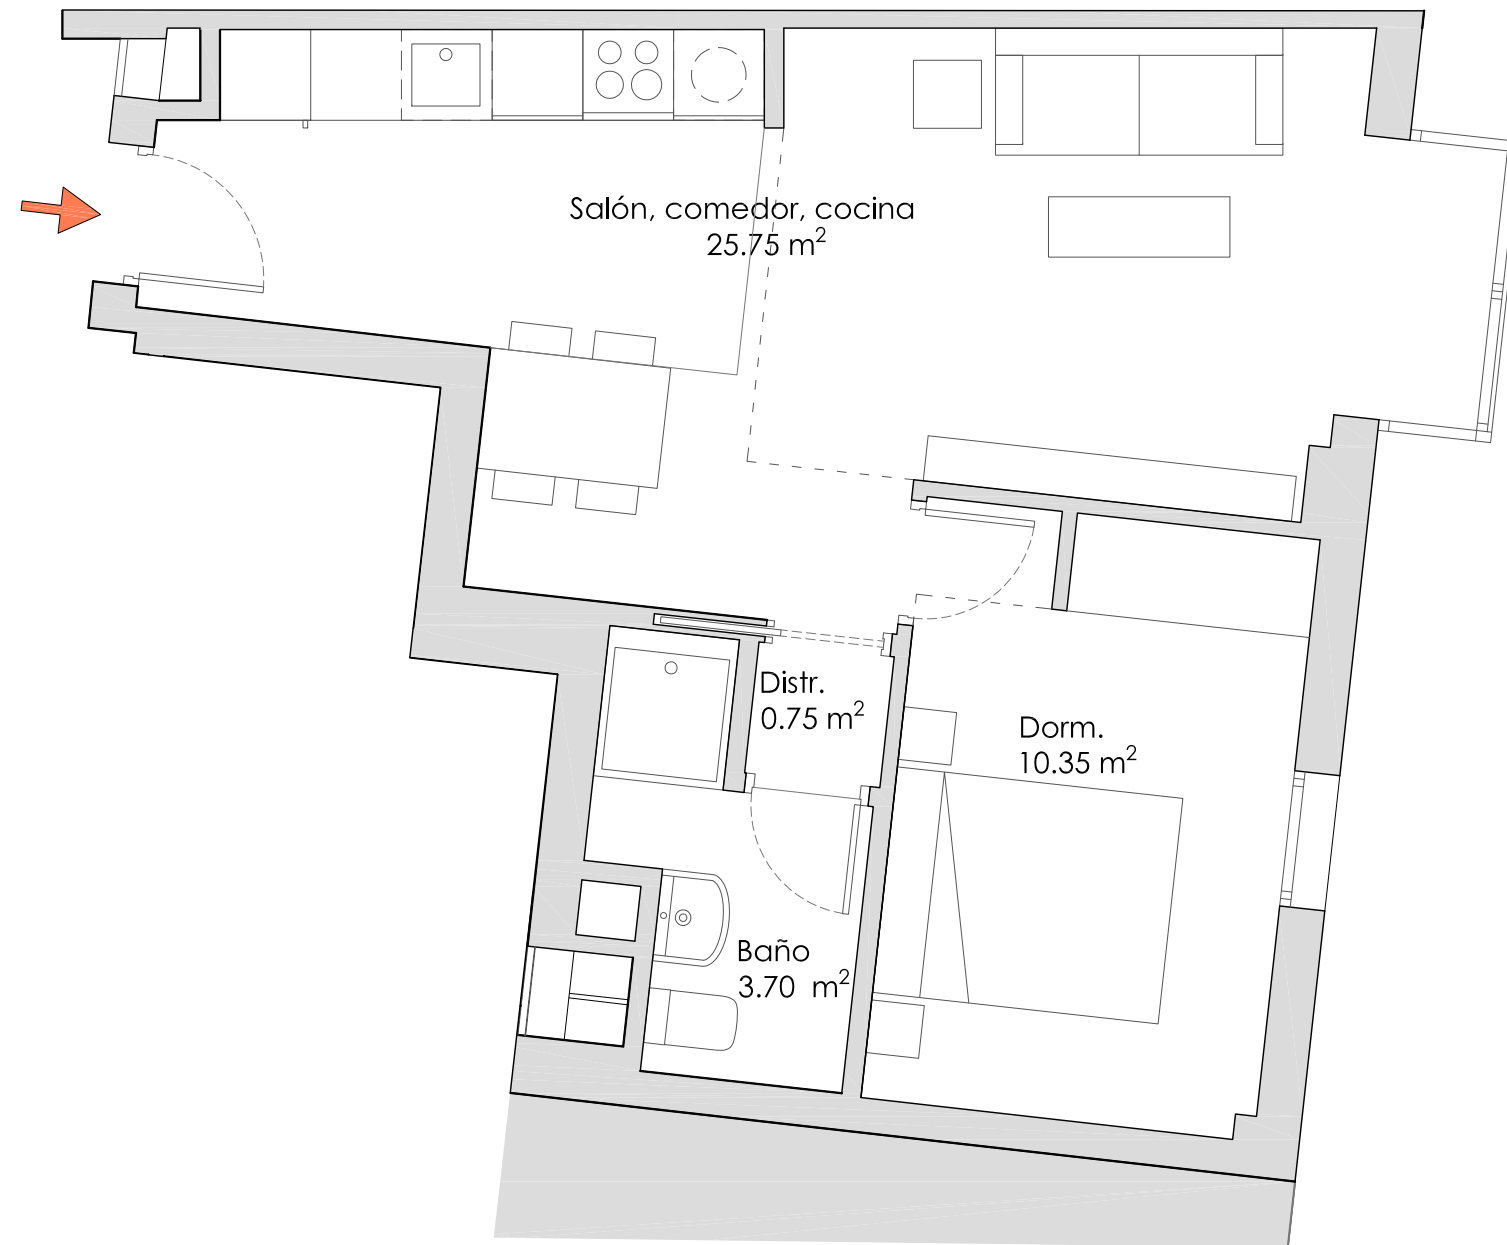 Salón, comedor, cocina
25.75 m²
Distr.
0.75 m²
Dorm.
10.35 m²
Baño
3.70 m²